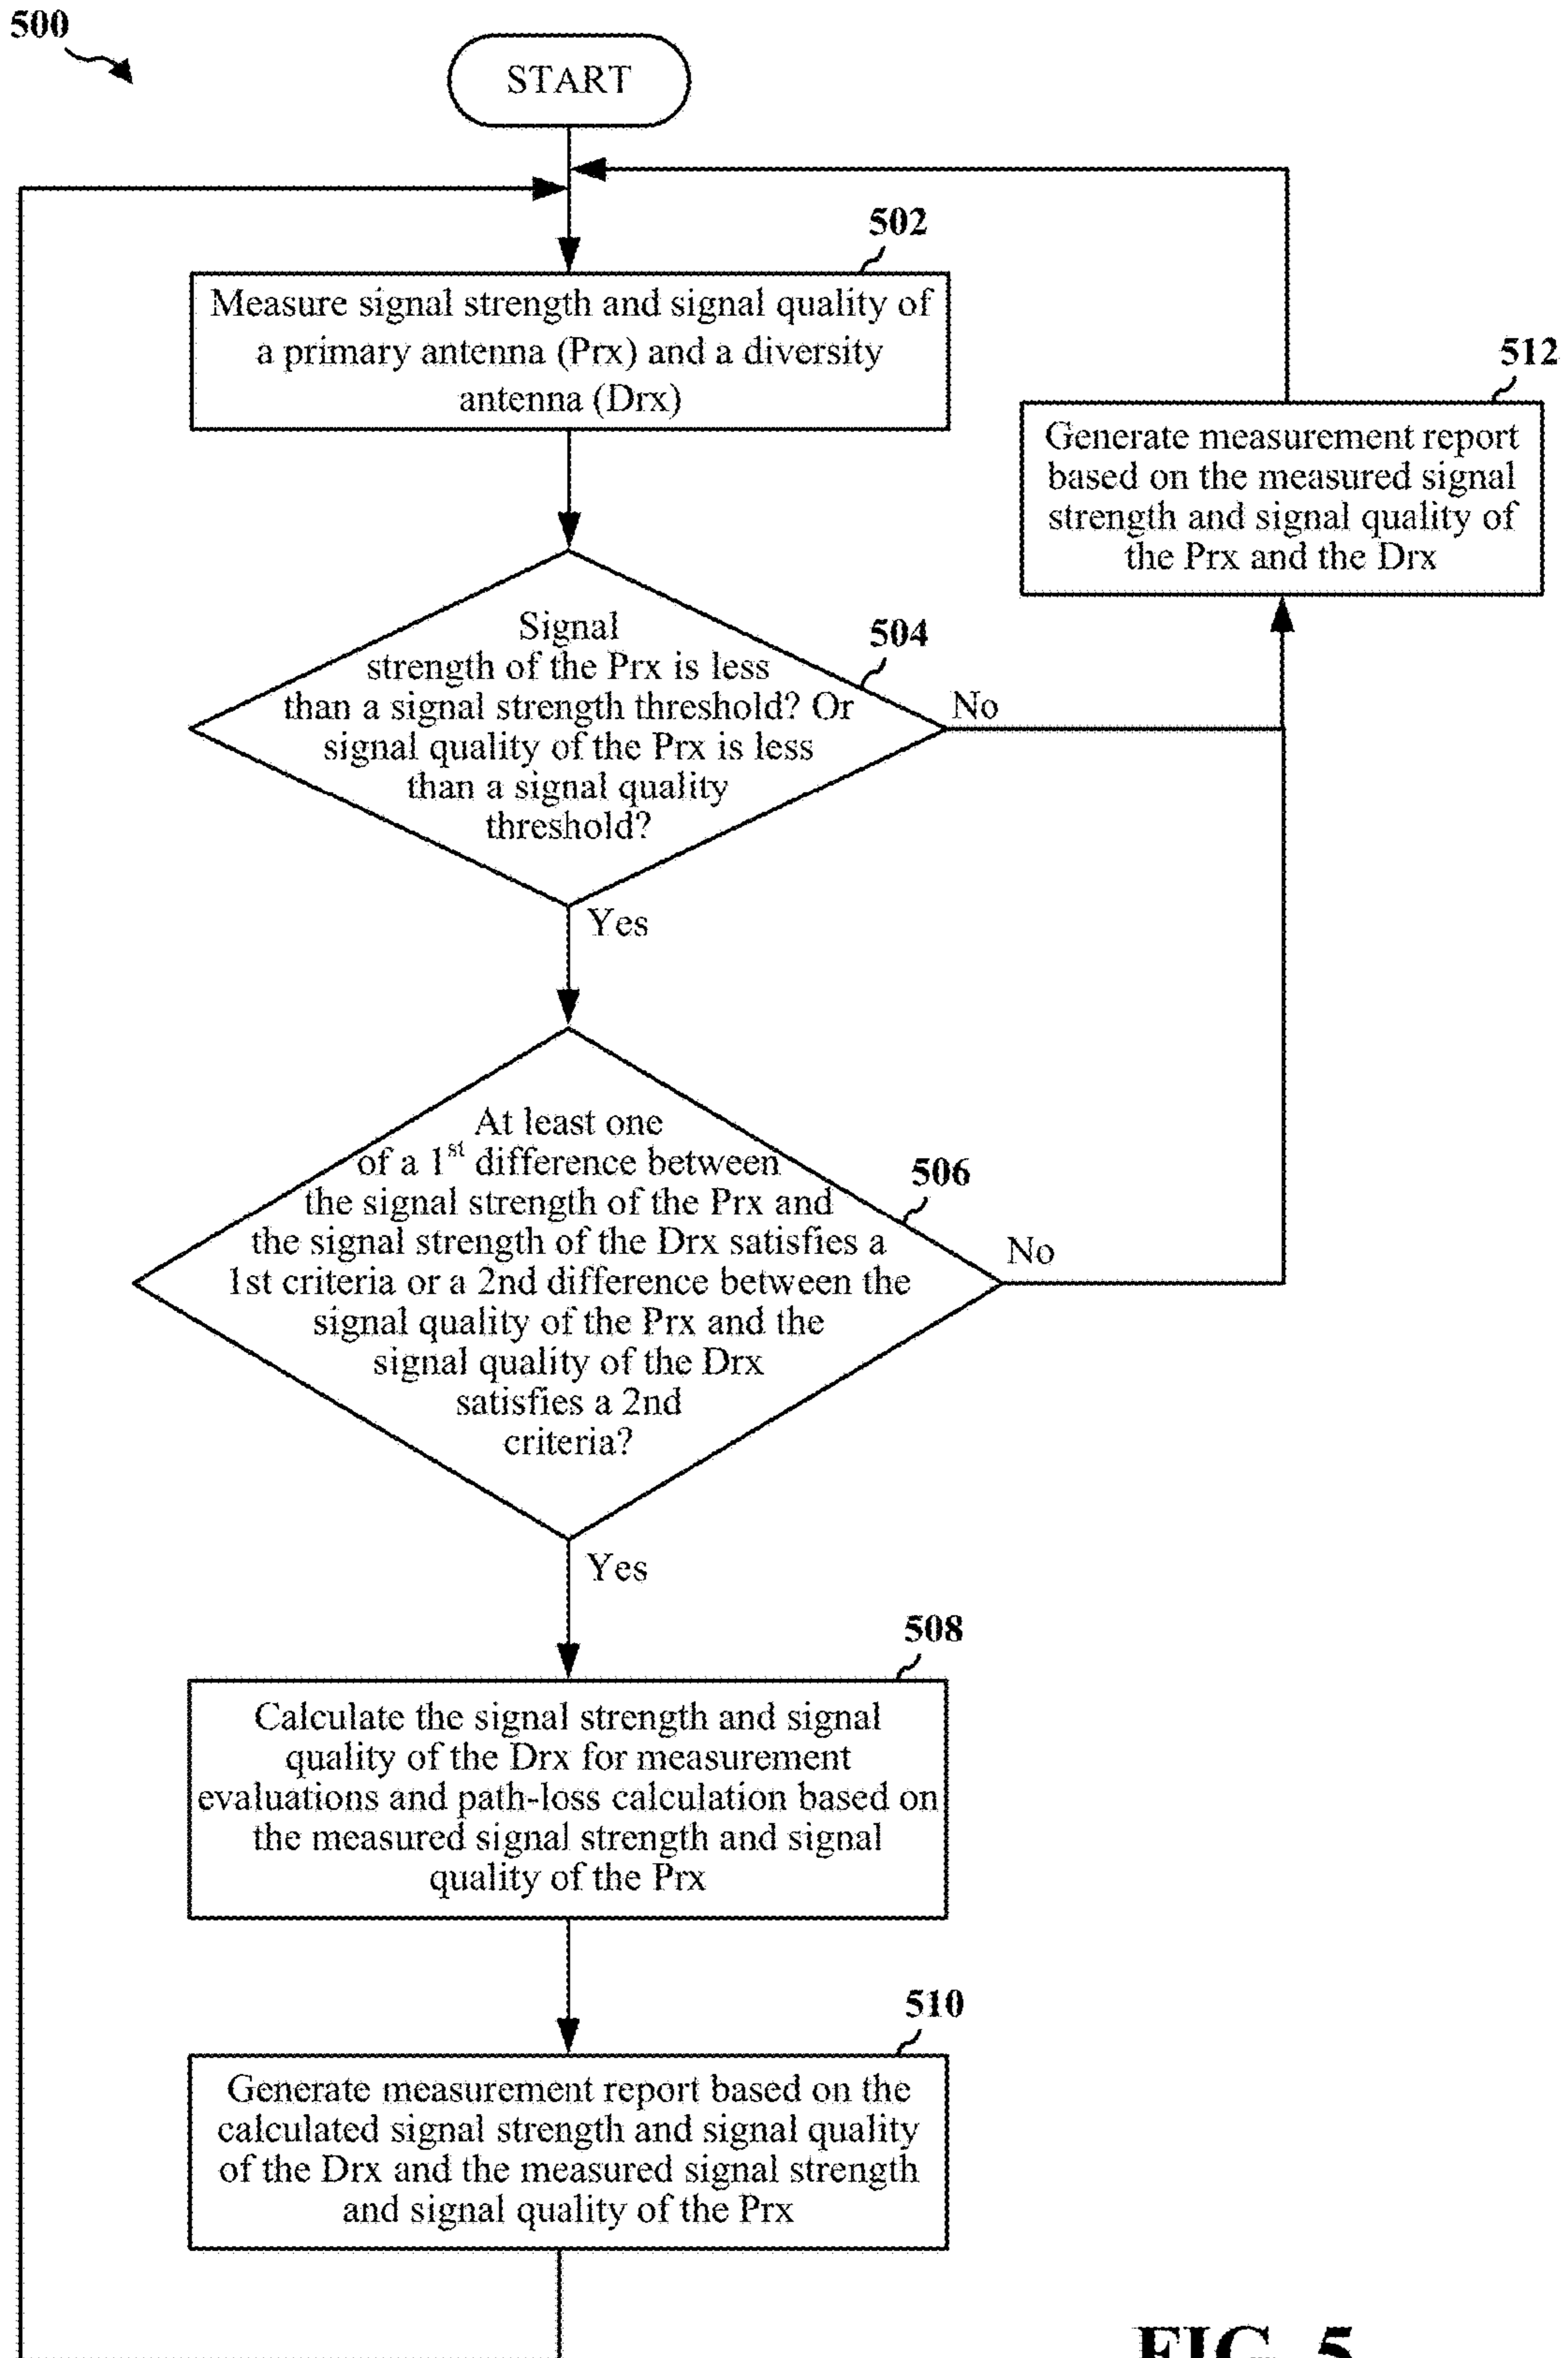 500
START
502
Measure signal strength and signal quality of
a primary antenna (Prx) and a diversity
antenna (Drx)
512
Generate measurement report
based on the measured signal
strength and signal quality of
the Prx and the Drx
504
Signal
strength of the Prx is less
than a signal strength threshold? Or
signal quality of the Prx is less
than a signal quality
threshold?
No
Yes
506
At least one
of a 1st difference between
the signal strength of the Prx and
the signal strength of the Drx satisfies a
1st criteria or a 2nd difference between the
signal quality of the Prx and the
signal quality of the Drx
satisfies a 2nd
criteria?
No
Yes
508
Calculate the signal strength and signal
quality of the Drx for measurement
evaluations and path-loss calculation based on
the measured signal strength and signal
quality of the Prx
510
Generate measurement report based on the
calculated signal strength and signal quality
of the Drx and the measured signal strength
and signal quality of the Prx
FIG. 5